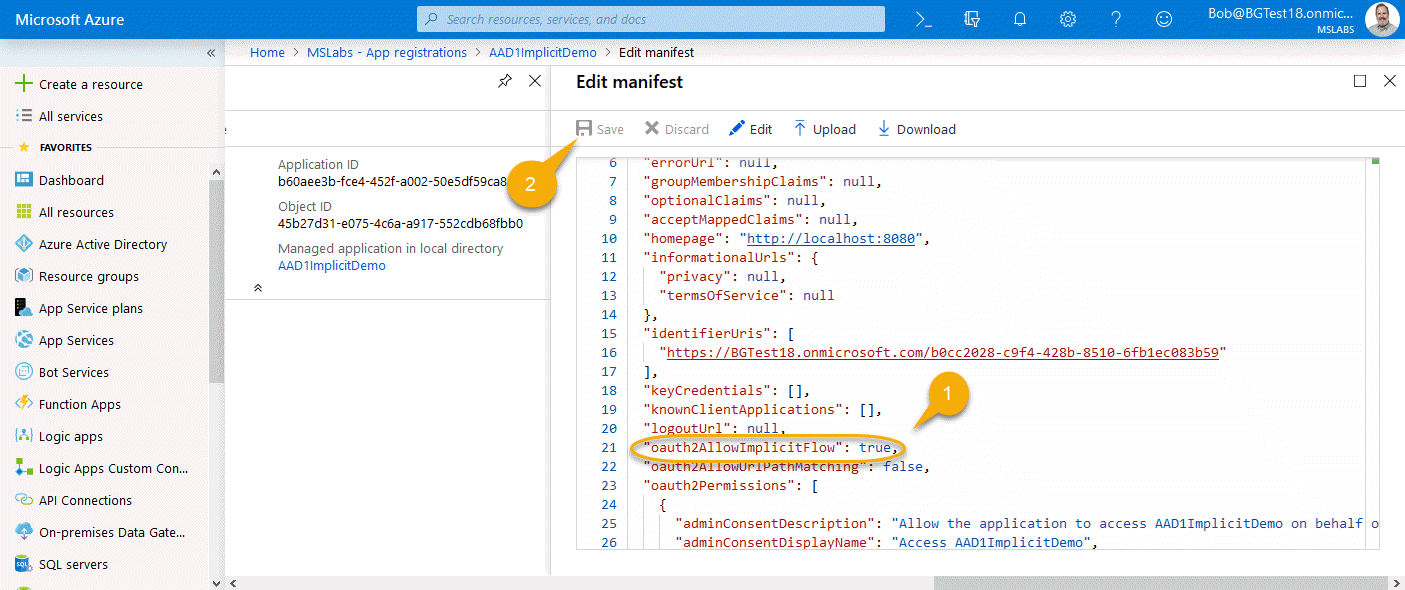 Microsoft Azure
Search resources, services, and docs
Bob@BGTest18.onmic...
MSLABS
Home > MSLabs - App registrations > AAD1ImplicitDemo > Edit manifest
Create a resource
All services
FAVORITES
Dashboard
All resources
Azure Active Directory
Resource groups
App Service plans
App Services
Bot Services
Function Apps
Logic apps
Logic Apps Custom Con...
API Connections
On-premises Data Gate...
SQL servers
Application ID
b60aee3b-fce4-452f-a002-50e5df59ca8
Object ID
45b27d31-e075-4c6a-a917-552cdb68fbb0
Managed application in local directory
AAD1ImplicitDemo
Edit manifest
Save Discard Edit Upload Download
2
6 "errorUrl": null,
7 "groupMembershipClaims": null,
8 "optionalClaims": null,
9 "acceptMappedClaims": null,
10 "homepage": "http://localhost:8080",
11 "informationalUrls": {
12 "privacy": null,
13 "termsOfService": null
14 },
15 "identifierUris": [
16 "https://BGTest18.onmicrosoft.com/b0cc2028-c9f4-428b-8510-6fb1ec083b59"
17 ],
18 "keyCredentials": [],
19 "knownClientApplications": [],
1
20 "logoutUrl": null,
21 "oauth2AllowImplicitFlow": true,
22 "oauth2AllowUrlPathMatching": false,
23 "oauth2Permissions": [
24 {
25 "adminConsentDescription": "Allow the application to access AAD1ImplicitDemo on behalf o
26 "adminConsentDisplayName": "Access AAD1ImplicitDemo",